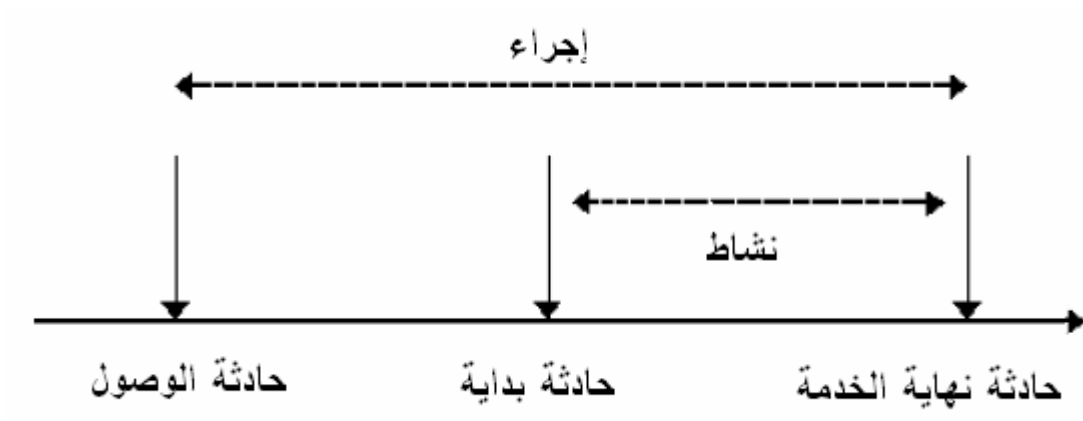 إجراء
نشاط
حادثة الوصول
حادثة بداية
حادثة نهاية الخدمة